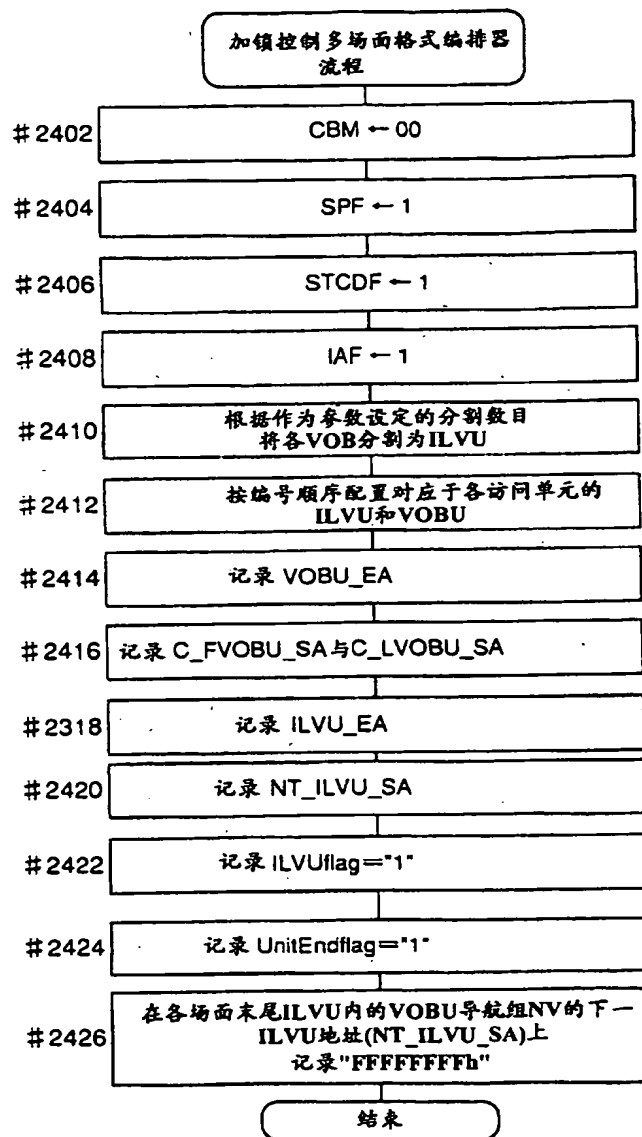 加锁控制多场面格式编排器
流程
#2402
CBM ← 00
#2404
SPF ← 1
#2406
STCDF ← 1
#2408
IAF ← 1
#2410
根据作为参数设定的分割数目
将各VOB分割为ILVU
#2412
按编号顺序配置对应于各访问单元的
ILVU和VOBU
#2414
记录 VOBU_EA
#2416
记录 C_FVOBU_SA与C_LVOBU_SA
#2318
记录 ILVU_EA
#2420
记录 NT_ILVU_SA
#2422
记录 ILVUflag="1"
#2424
记录 UnitEndflag="1"
#2426
在各场面末尾ILVU内的VOBU导航组NV的下一
ILVU地址(NT_ILVU_SA)上
记录"FFFFFFFFh"
结束